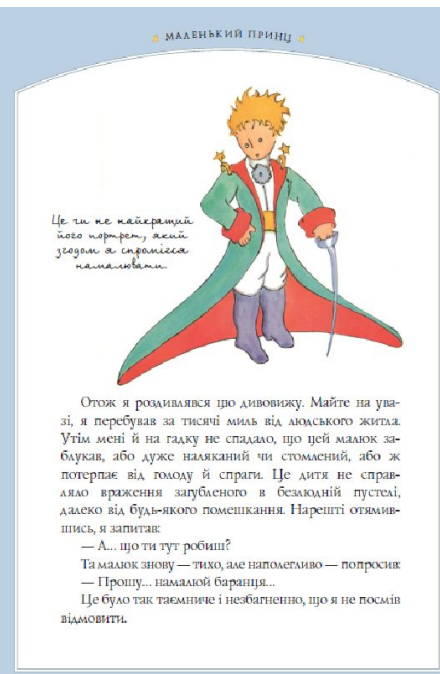 МАЛЕНЬКИЙ ПРИНЦ
Це чи не найкращий
його портрет, який
згодом я спромігся
намалювати.
Отож я роздивлявся цю дивовижу. Майте на ува-
зі, я перебував за тисячі миль від людського житла.
Утім мені й на гадку не спадало, що цей малюк за-
блукав, або дуже наляканий чи стомлений, або ж
потерпає від голоду й спраги. Це дитя не справ-
ляло враження загубленого в безлюдній пустелі,
далеко від будь-якого помешкання. Нарешті отямив-
шись, я запитав:
— А... що ти тут робиш?
Та малюк знову — тихо, але наполегливо — попросив:
— Прошу... намалюй баранця...
Це було так таємниче і незбагненно, що я не посмів
відмовити.